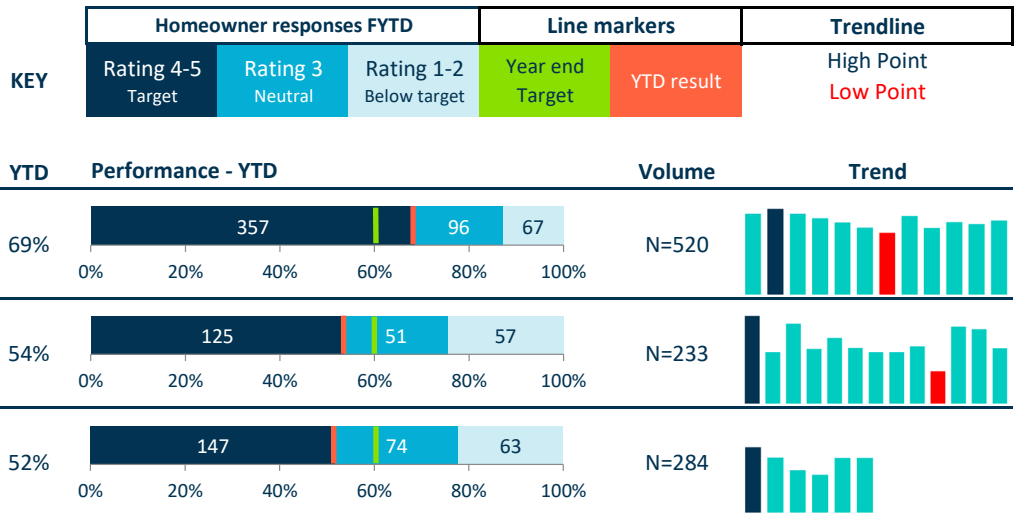 Homeowner responses FYTD Line markers Trendline
KEY
Rating 4-5 Rating 3 Rating 1-2 Year end YTD result High Point
Target Neutral Below target Target Low Point
YTD Performance - YTD Volume Trend
357 96 67
69% N=520
0% 20% 40% 60% 80% 100%
125 51 57
54% N=233
0% 20% 40% 60% 80% 100%
147 74 63
52% N=284
0% 20% 40% 60% 80% 100%